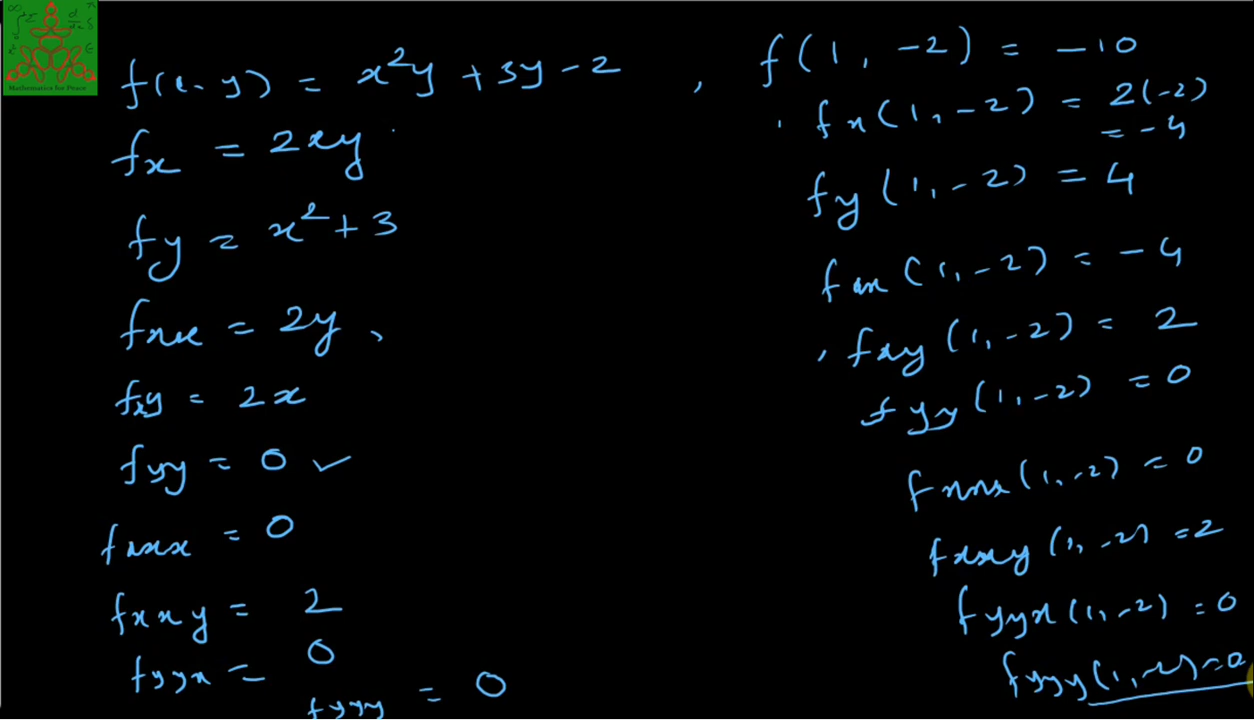 f(x, y) = x²y + 3y - 2 , f(1, -2) = -10
fx = 2xy
fx(1, -2) = 2(-2)
= -4
fy = x² + 3
fy(1, -2) = 4
fxx = 2y ,
fxx(1, -2) = -4
fxy = 2x
, fxy(1, -2) = 2
fyy = 0 ✓
fyy(1, -2) = 0
fxxx = 0
fxxx(1, -2) = 0
fxxy = 2
fxxy(1, -2) = 2
fyyx = 0
fyyx(1, -2) = 0
fyyy = 0
fyyy(1, -2) = 0
Mathematics for Peace